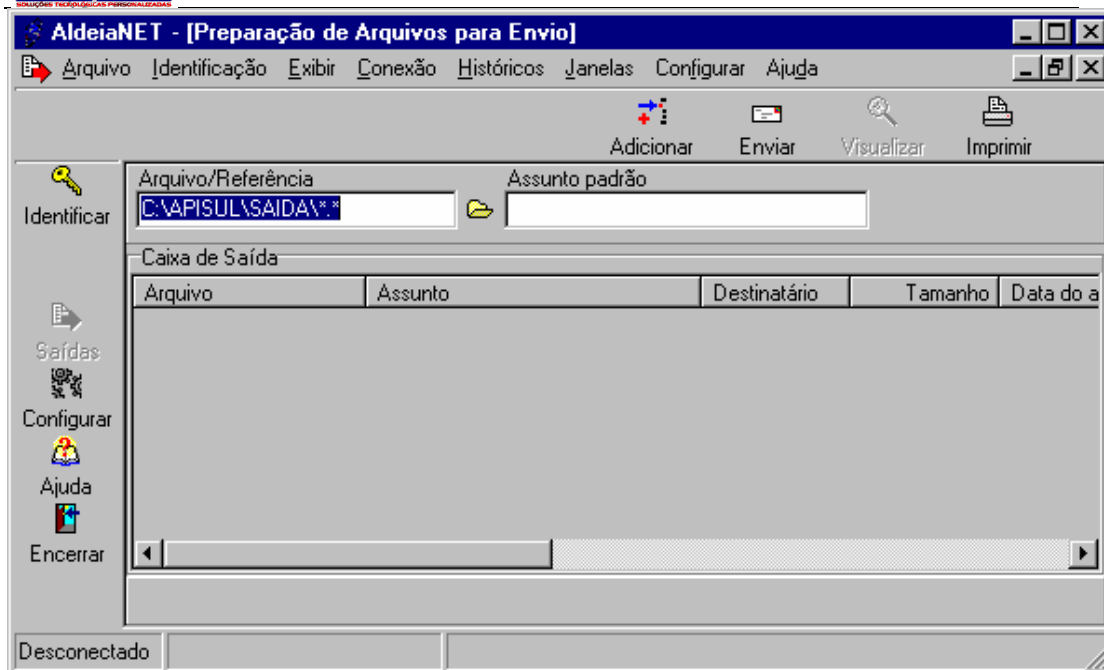 SOLUÇÕES TECNOLÓGICAS PERSONALIZADAS
AldeiaNET - [Preparação de Arquivos para Envio]
Arquivo Identificação Exibir Conexão Históricos Janelas Configurar Ajuda
Adicionar Enviar Visualizar Imprimir
Identificar
Arquivo/Referência Assunto padrão
C:\APISUL\SAIDA\*.*
Caixa de Saída
Arquivo Assunto Destinatário Tamanho Data do a
Saídas
Configurar
Ajuda
Encerrar
Desconectado